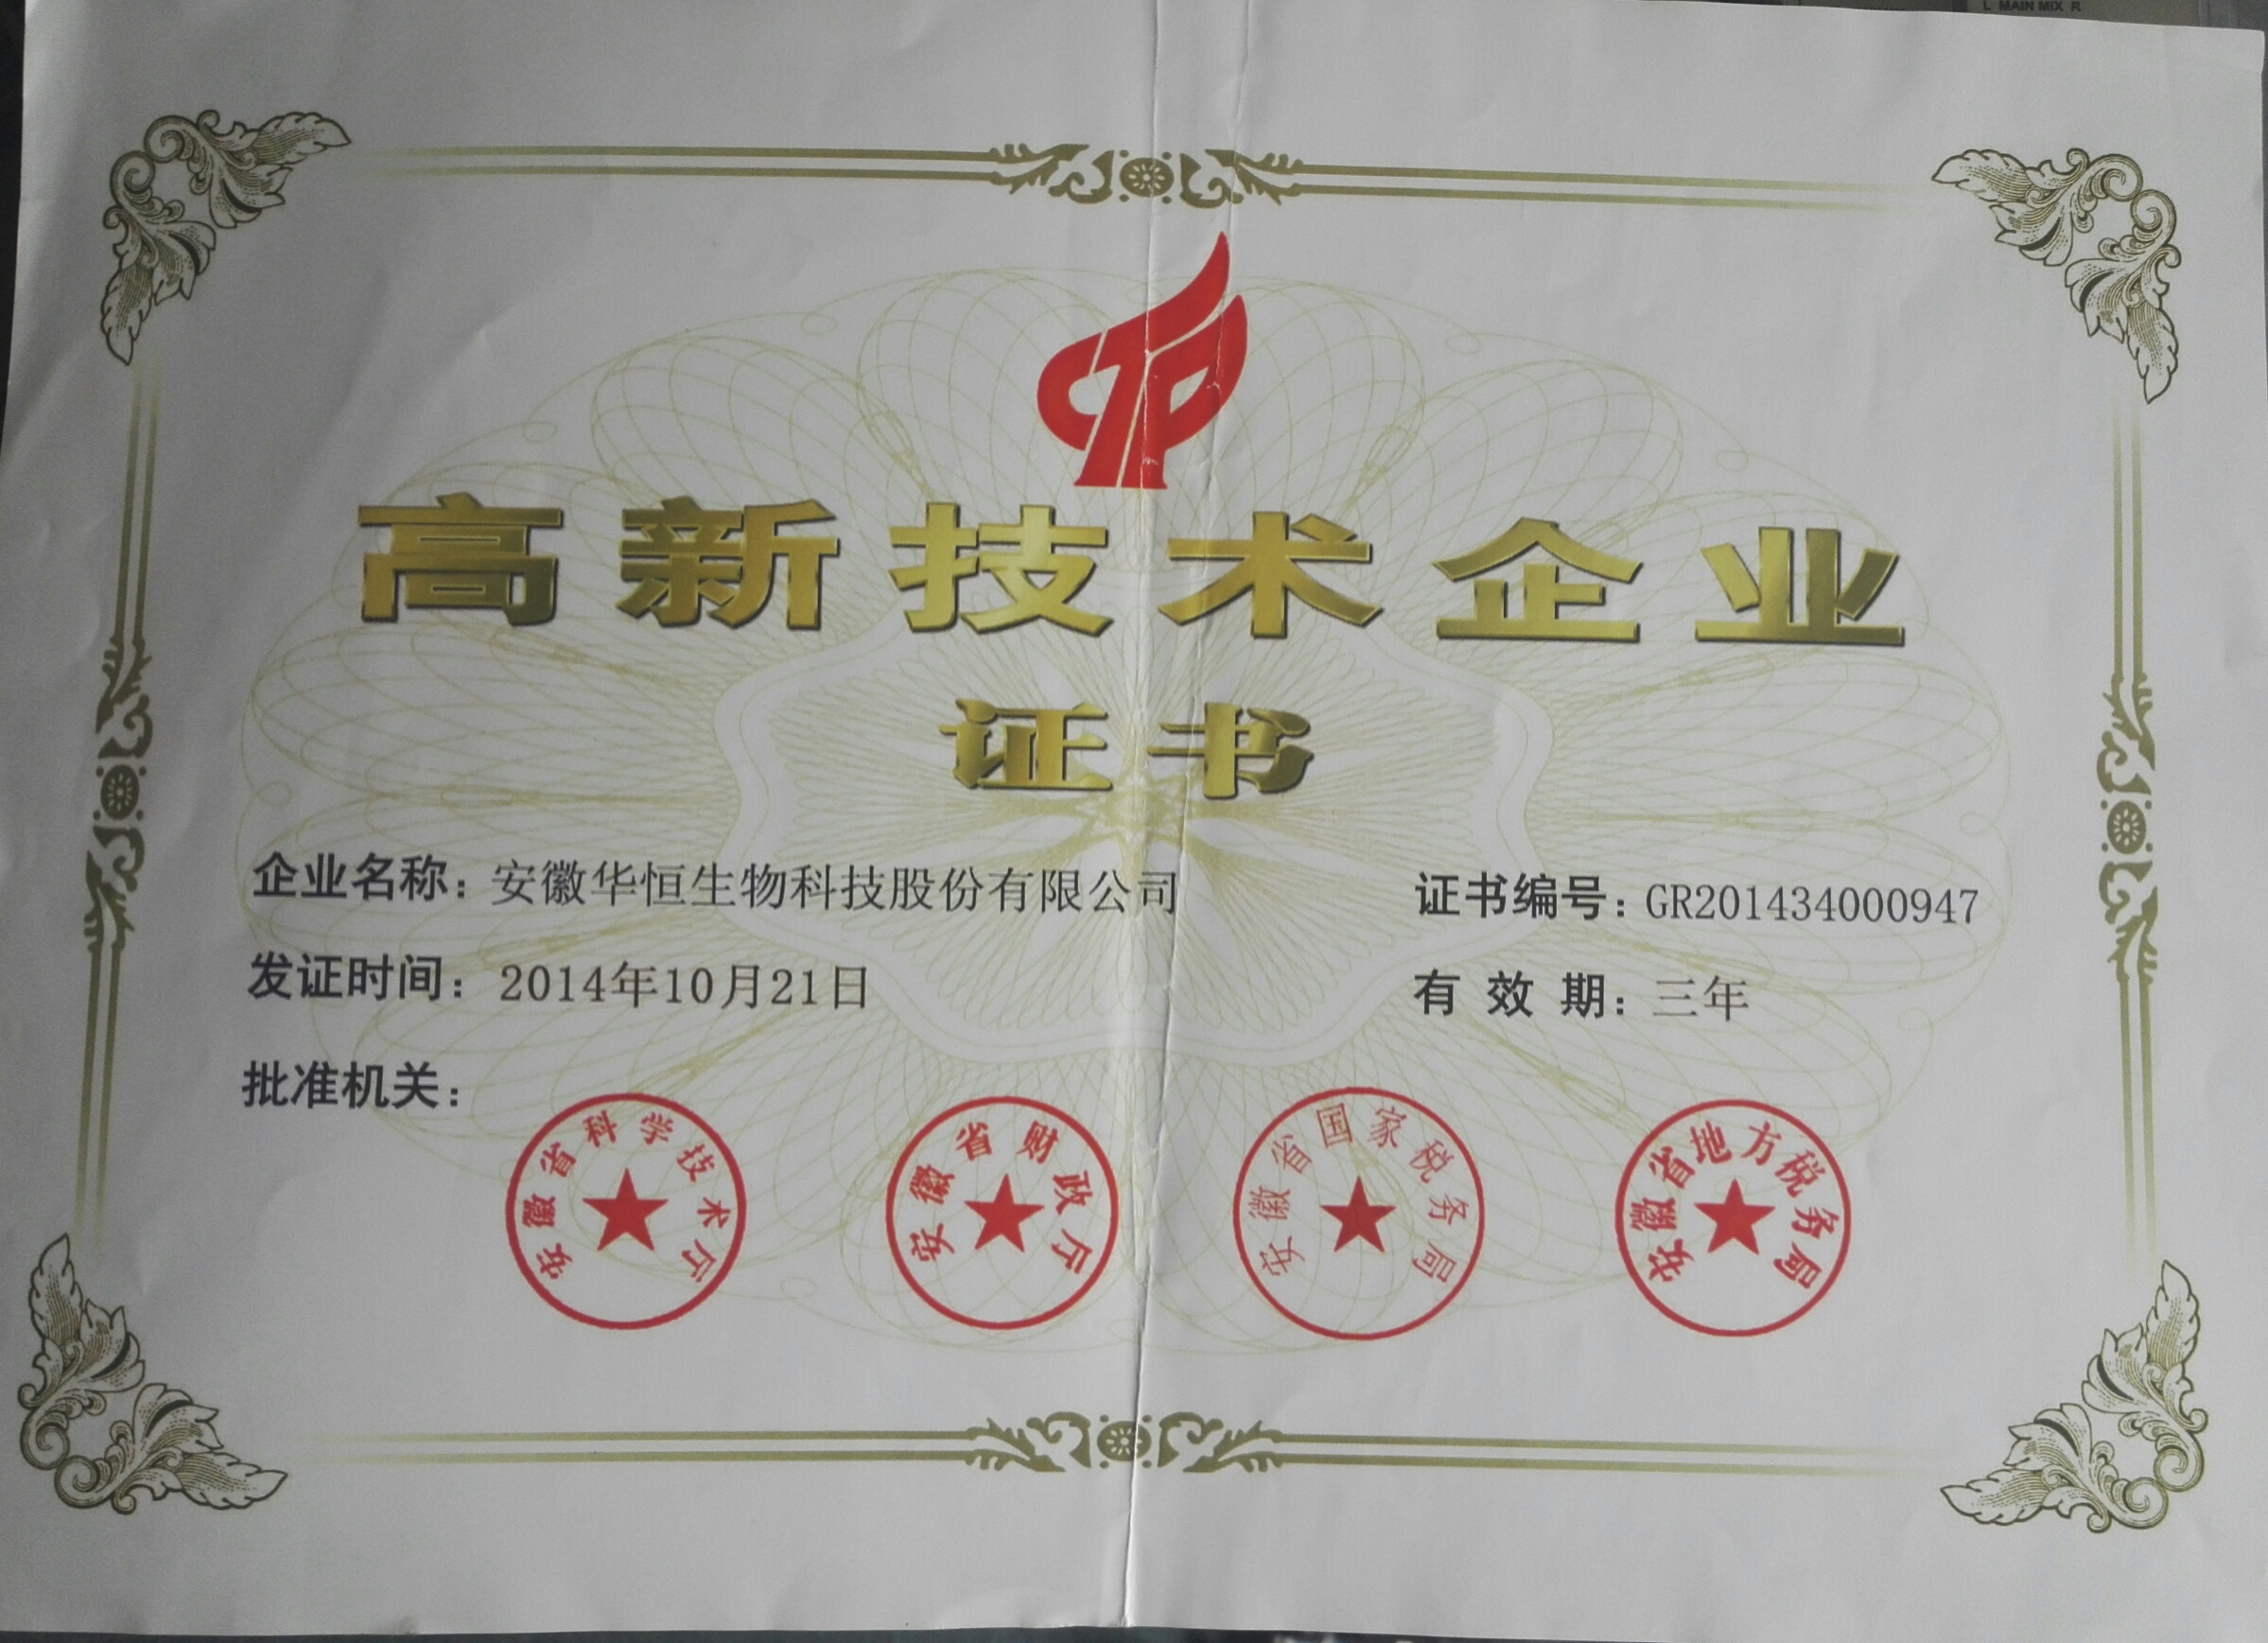 L MAIN MIX R
高新技术企业
证书
企业名称：安徽华恒生物科技股份有限公司
证书编号：GR201434000947
发证时间：2014年10月21日
有效期：三年
批准机关：
安徽省科学技术厅
安徽省财政厅
安徽省国家税务局
安徽省地方税务局